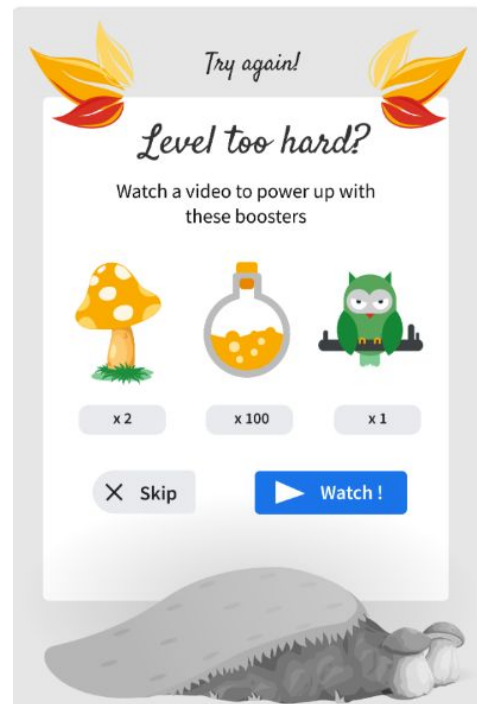 Try again!
Level too hard?
Watch a video to power up with
these boosters
x 2
x 100
x 1
Skip
Watch !